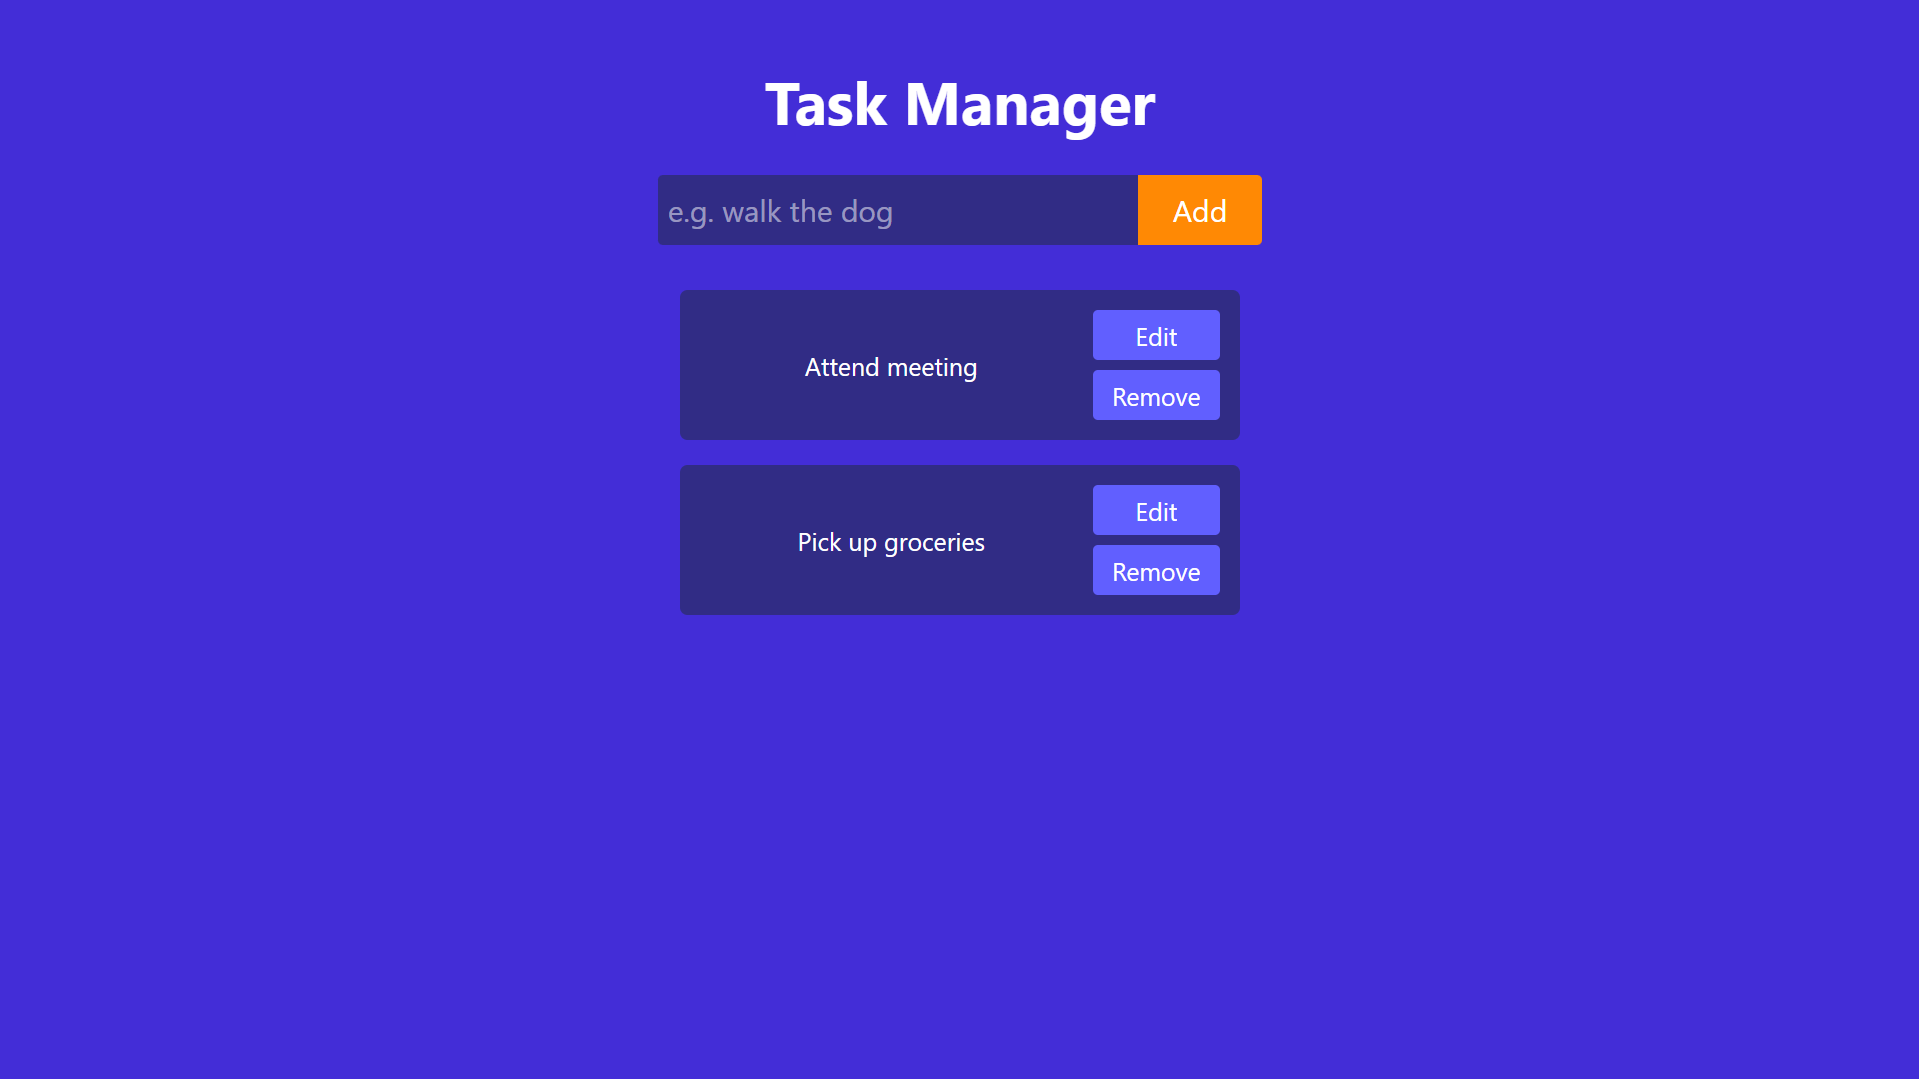 Task Manager
e.g. walk the dog
Add
Attend meeting
Edit
Remove
Pick up groceries
Edit
Remove